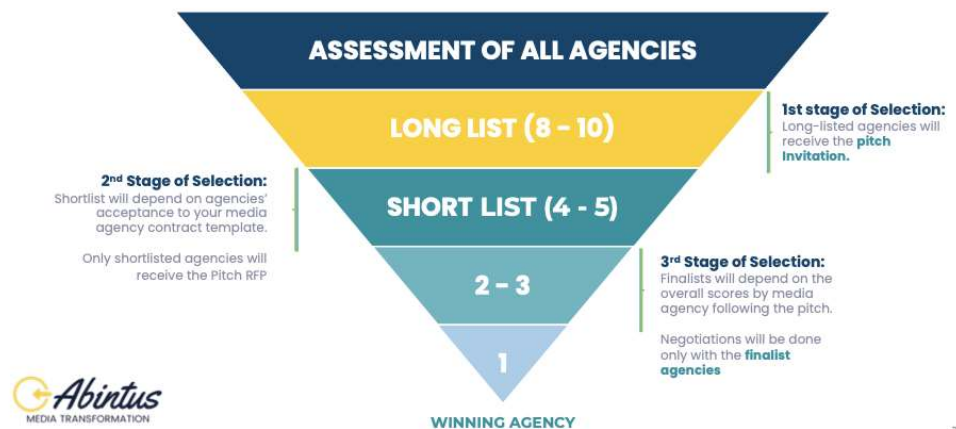 ASSESSMENT OF ALL AGENCIES
LONG LIST (8 – 10)
1st stage of Selection:
Long-listed agencies will
receive the pitch
Invitation.
2nd Stage of Selection:
Shortlist will depend on agencies'
acceptance to your media
agency contract template.
Only shortlisted agencies will
receive the Pitch RFP
SHORT LIST (4 - 5)
2 – 3
3rd Stage of Selection:
Finalists will depend on the
overall scores by media
agency following the pitch.
Negotiations will be done
only with the finalist
agencies
1
WINNING AGENCY
Abintus
MEDIA TRANSFORMATION